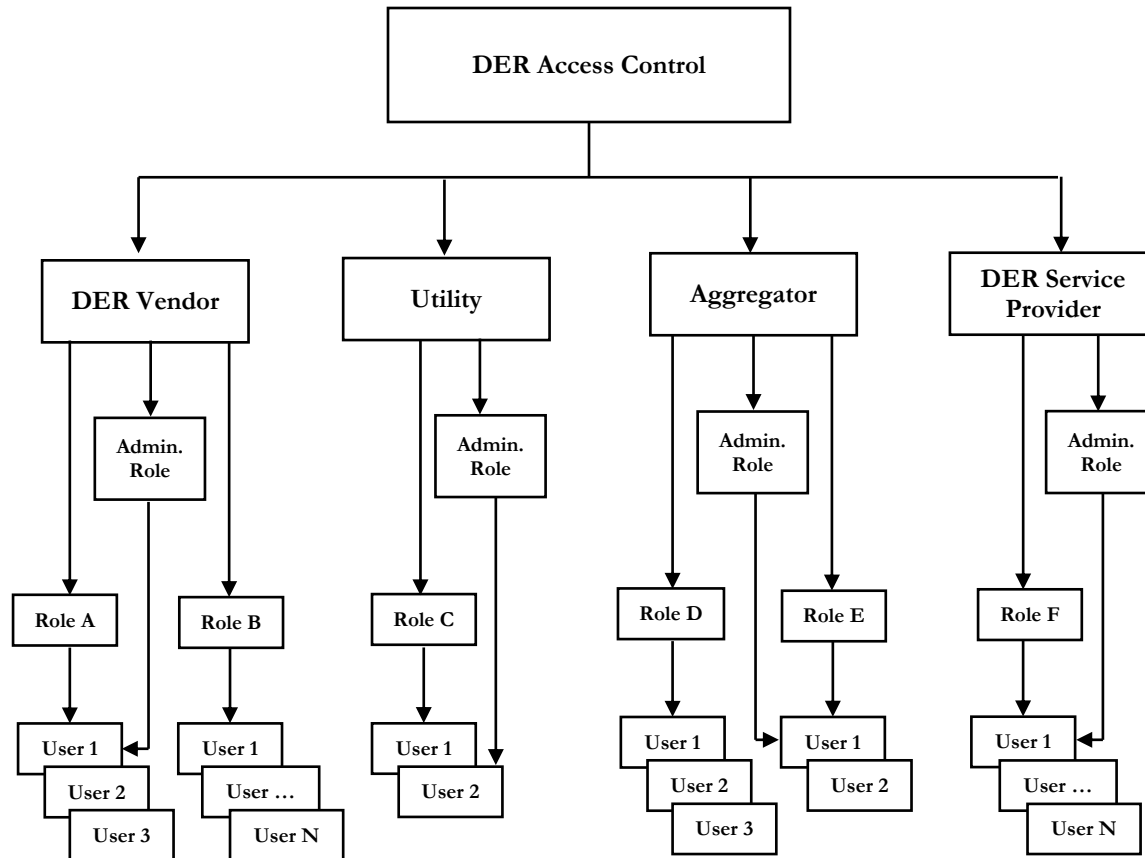 DER Access Control
DER Vendor
Utility
Aggregator
DER Service
Provider
Admin.
Role
Admin.
Role
Admin.
Role
Admin.
Role
Role A
Role B
Role C
Role D
Role E
Role F
User 1
User 2
User 3
User 1
User …
User N
User 1
User 2
User 1
User 2
User 3
User 1
User 2
User 1
User …
User N